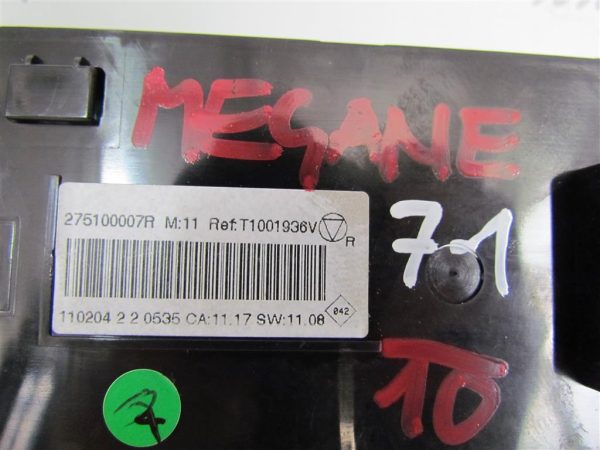 MEGANE
275100007R M:11 Ref:T1001936V
R
7-1
110204 2 2 0535 CA:11.17 SW:11.08
042
10